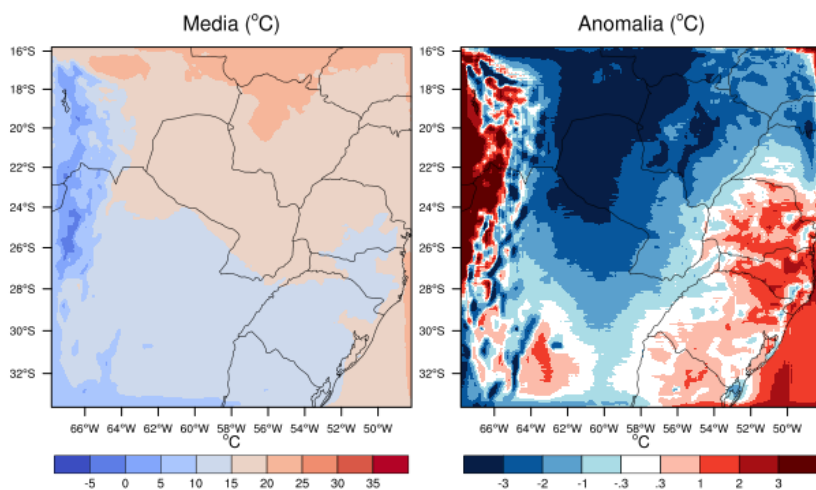 Media (°C)
Anomalia (°C)
16°S
18°S
20°S
22°S
24°S
26°S
28°S
30°S
32°S
16°S
18°S
20°S
22°S
24°S
26°S
28°S
30°S
32°S
66°W 64°W 62°W 60°W 58°W 56°W 54°W 52°W 50°W
66°W 64°W 62°W 60°W 58°W 56°W 54°W 52°W 50°W
°C
°C
-5 0 5 10 15 20 25 30 35
-3 -2 -1 -.3 .3 1 2 3